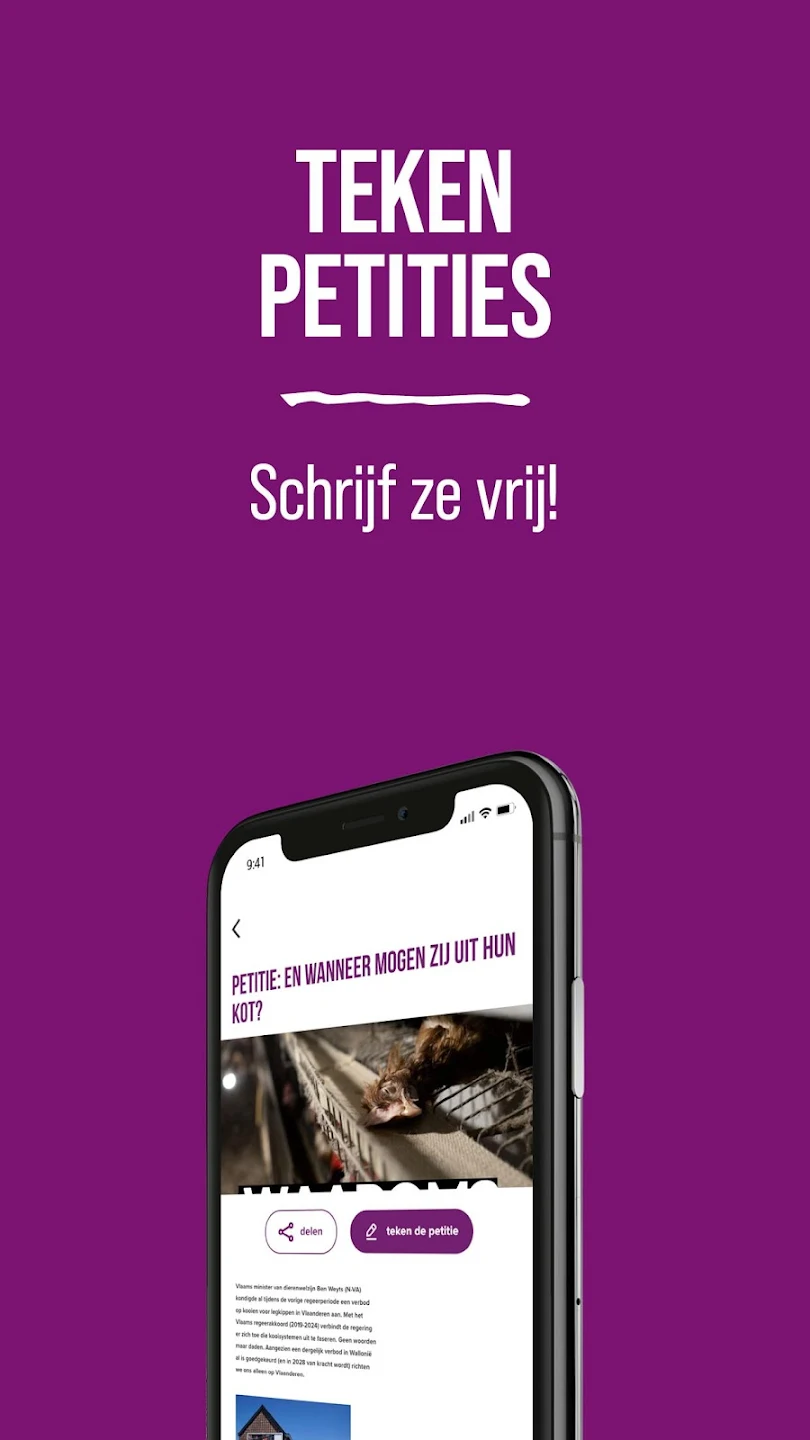 TEKEN
PETITIES
Schrijf ze vrij!
9:41
PETITIE: EN WANNEER MOGEN ZIJ UIT HUN
KOT?
delen
teken de petitie
Vlaams minister van dierenwelzijn Ben Weyts (N-VA)
kondigde al tijdens de vorige regeerperiode een verbod
op kooien voor legkippen in Vlaanderen aan. Met het
Vlaams regeerakkoord (2019-2024) verbindt de regering
er zich toe die kooisystemen uit te faseren. Geen woorden
maar daden. Aangezien een dergelijk verbod in Wallonië
al is goedgekeurd (en in 2028 van kracht wordt) richten
we ons alleen op Vlaanderen.